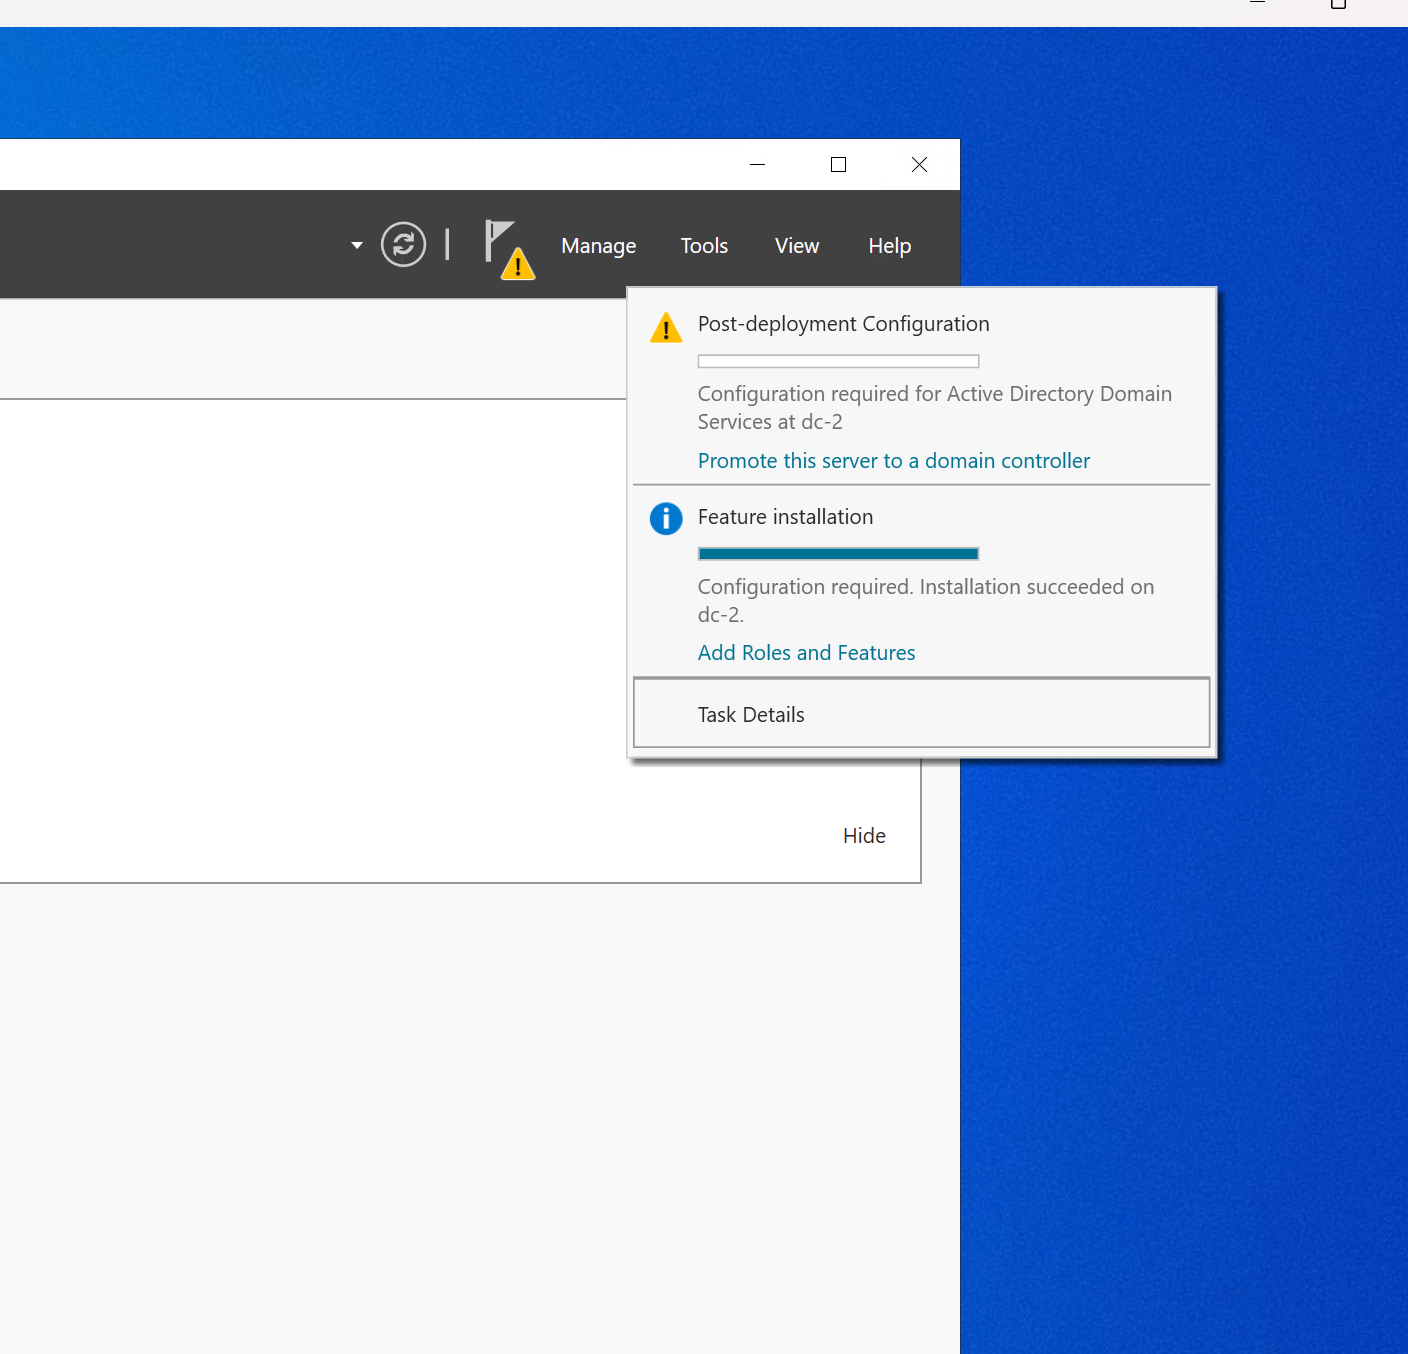 Manage Tools View Help
Post-deployment Configuration
Configuration required for Active Directory Domain
Services at dc-2
Promote this server to a domain controller
Feature installation
Configuration required. Installation succeeded on
dc-2.
Add Roles and Features
Task Details
Hide